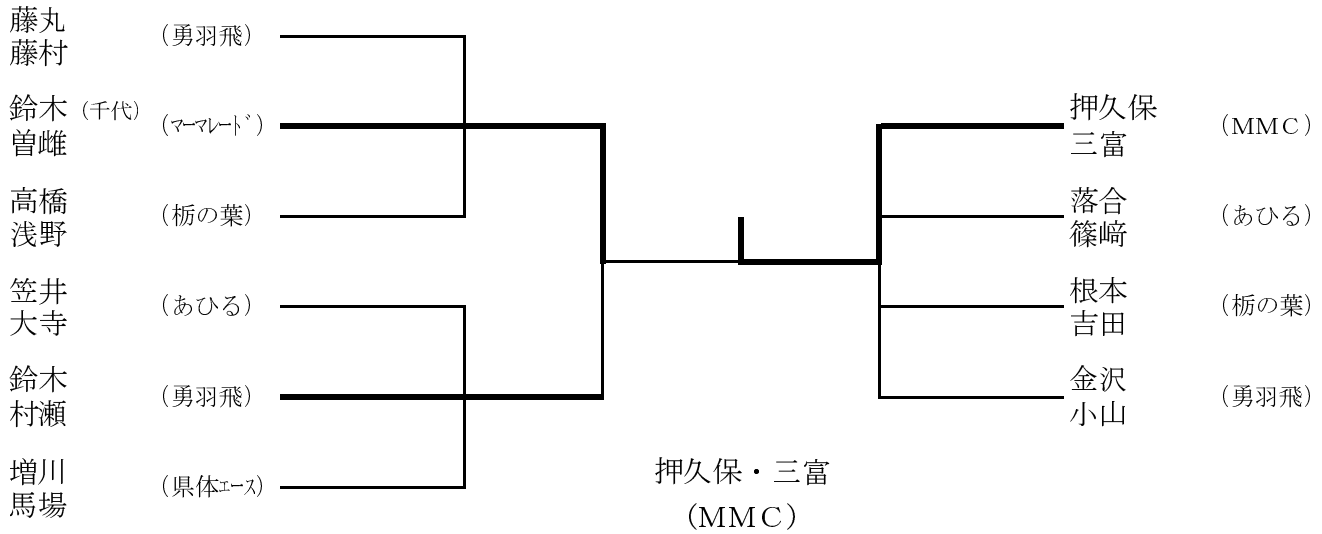 藤丸
藤村
(勇羽飛)
鈴木 (千代)
曽雌
(ﾏｰﾏﾚｰﾄﾞ)
高橋
浅野
(栃の葉)
笠井
大寺
(あひる)
鈴木
村瀬
(勇羽飛)
増川
馬場
(県体ｴｰｽ)
押久保
三富
(ＭＭＣ)
落合
篠﨑
(あひる)
根本
吉田
(栃の葉)
金沢
小山
(勇羽飛)
押久保・三富
(ＭＭＣ)